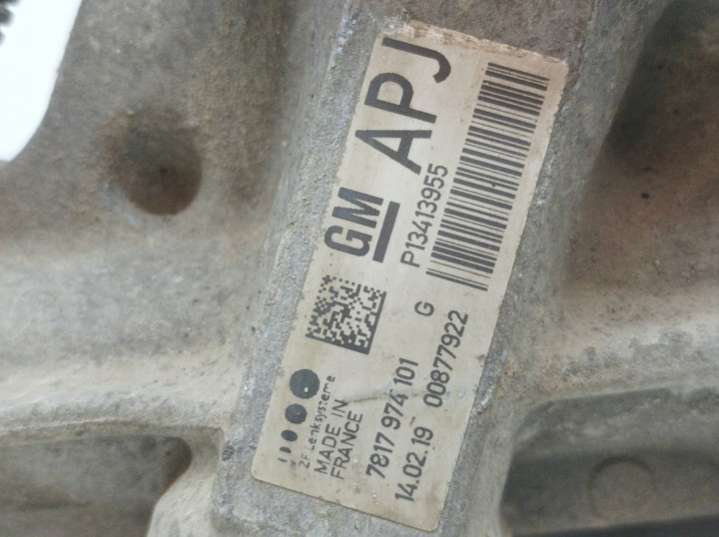 GM APJ
P13413955
G
ZF Lenksysteme
MADE IN
FRANCE
7817 974 101
14.02.19 00877922